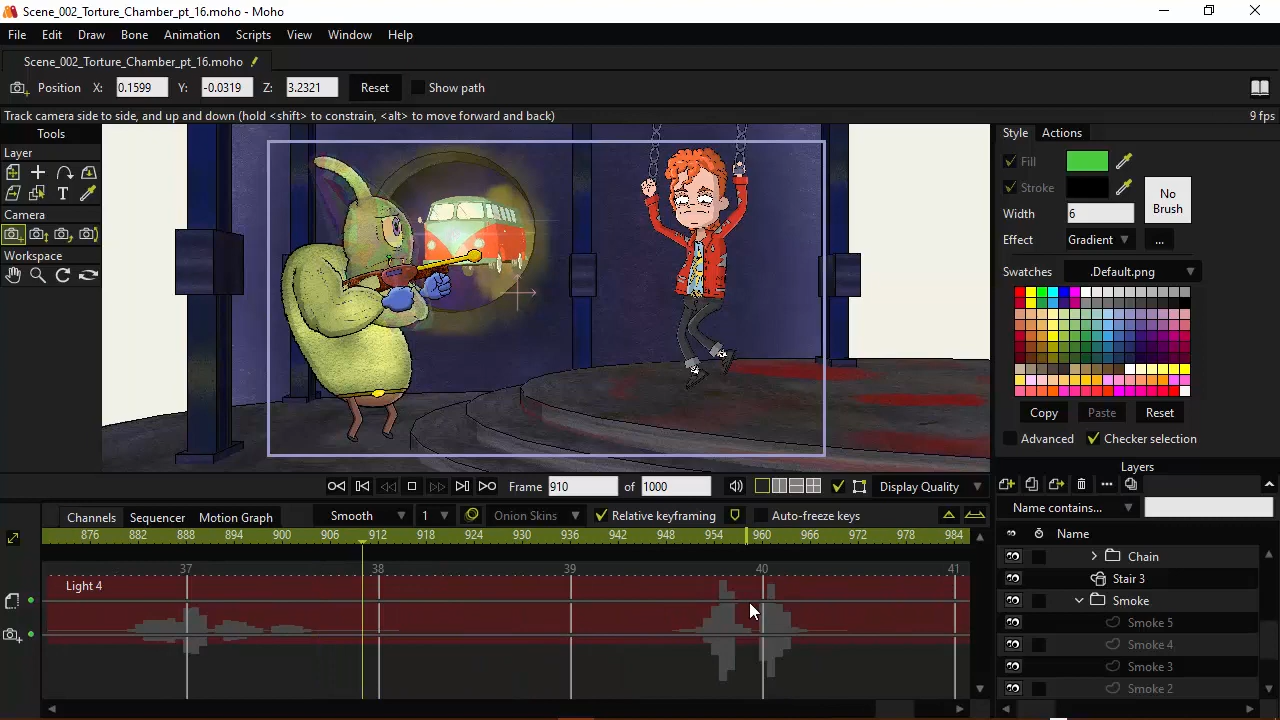 Scene_002_Torture_Chamber_pt_16.moho - Moho
File Edit Draw Bone Animation Scripts View Window Help
Scene_002_Torture_Chamber_pt_16.moho
Position X: 0.1599 Y: -0.0319 Z: 3.2321 Reset Show path
Track camera side to side, and up and down (hold <shift> to constrain, <alt> to move forward and back) 9 fps
Tools
Layer
T
Camera
Workspace
Style Actions
Fill
Stroke
No
Brush
Width 6
Effect Gradient ...
Swatches .Default.png
Copy Paste Reset
Advanced Checker selection
Layers
Frame 910 of 1000 Display Quality
Name contains...
Channels Sequencer Motion Graph Smooth 1 Onion Skins Relative keyframing Auto-freeze keys
876 882 888 894 900 906 912 918 924 930 936 942 948 954 960 966 972 978 984
37 38 39 40 41
Light 4
Name
Chain
Stair 3
Smoke
Smoke 5
Smoke 4
Smoke 3
Smoke 2